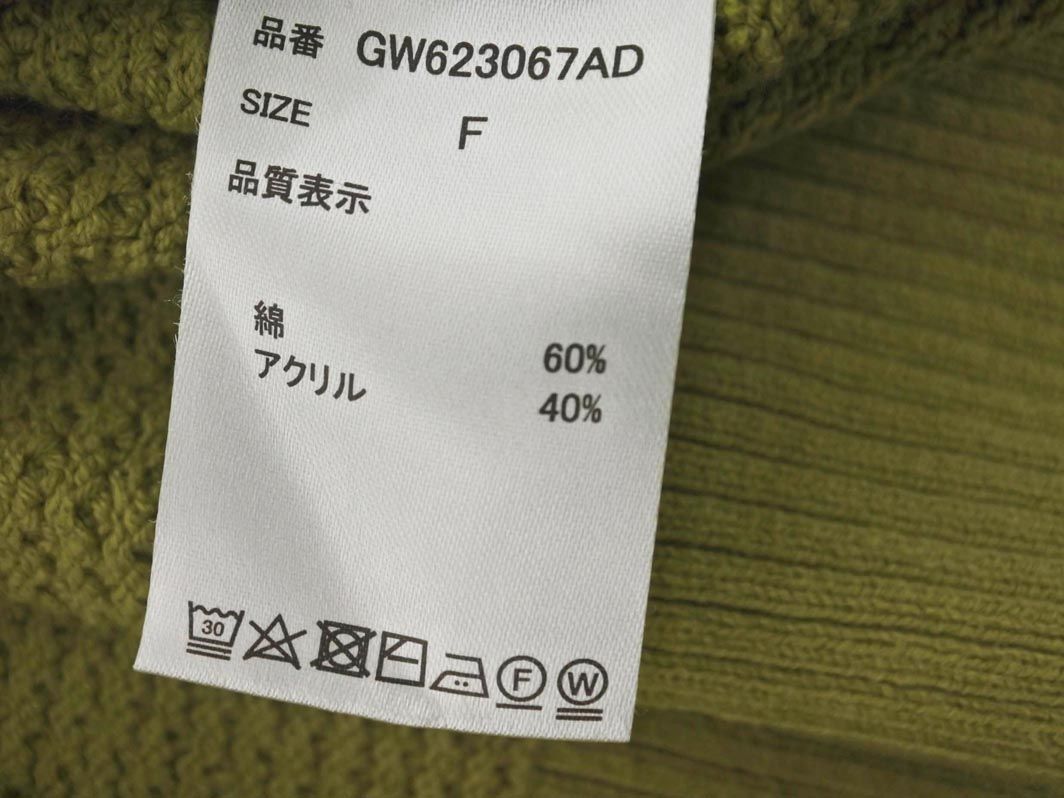 品番 GW623067AD
SIZE F
品質表示
綿 60%
アクリル 40%
30 F W